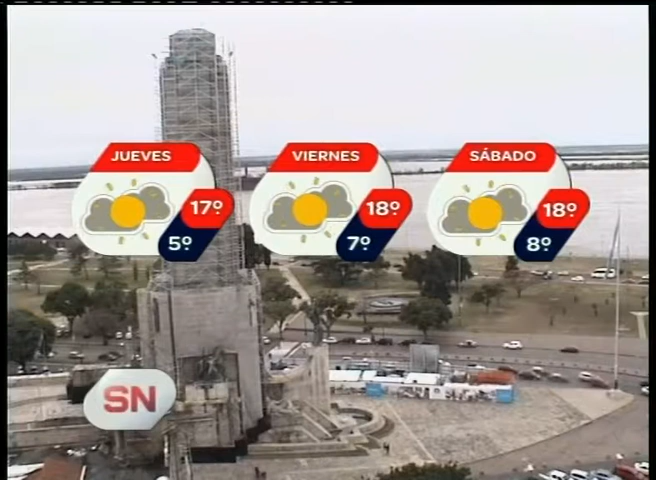 JUEVES
17º
5º
VIERNES
18º
7º
SÁBADO
18º
8º
SN